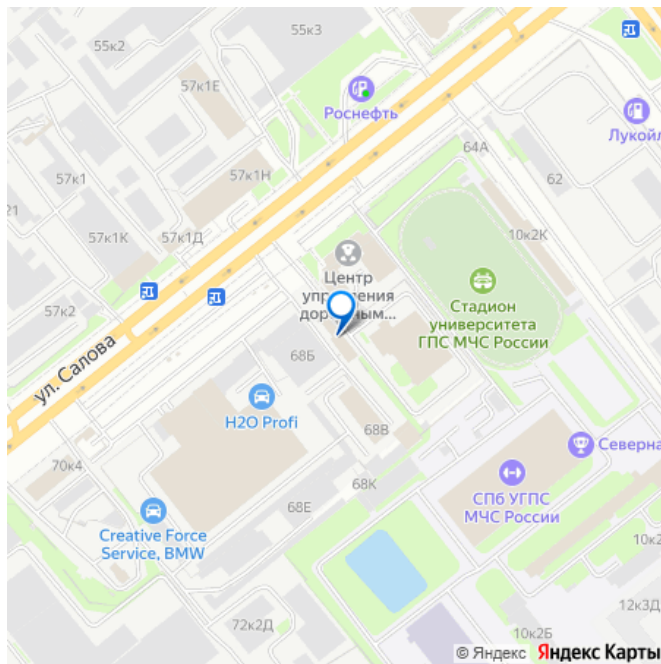 55к2
55к3
57к1Е
Роснефть
Лукойл
64А
62
57к1
57к1Н
21
57к1К
57к1Д
10к2К
Центр
управления
дорожным...
Стадион
университета
ГПС МЧС России
57к2
ул. Салова
68Б
H2O Profi
68В
Северна
70к4
68К
68Е
СПб УГПС
МЧС России
Creative Force
Service, BMW
10к2
12к3Д
72к2Д
10к2Б
© Яндекс Яндекс Карты